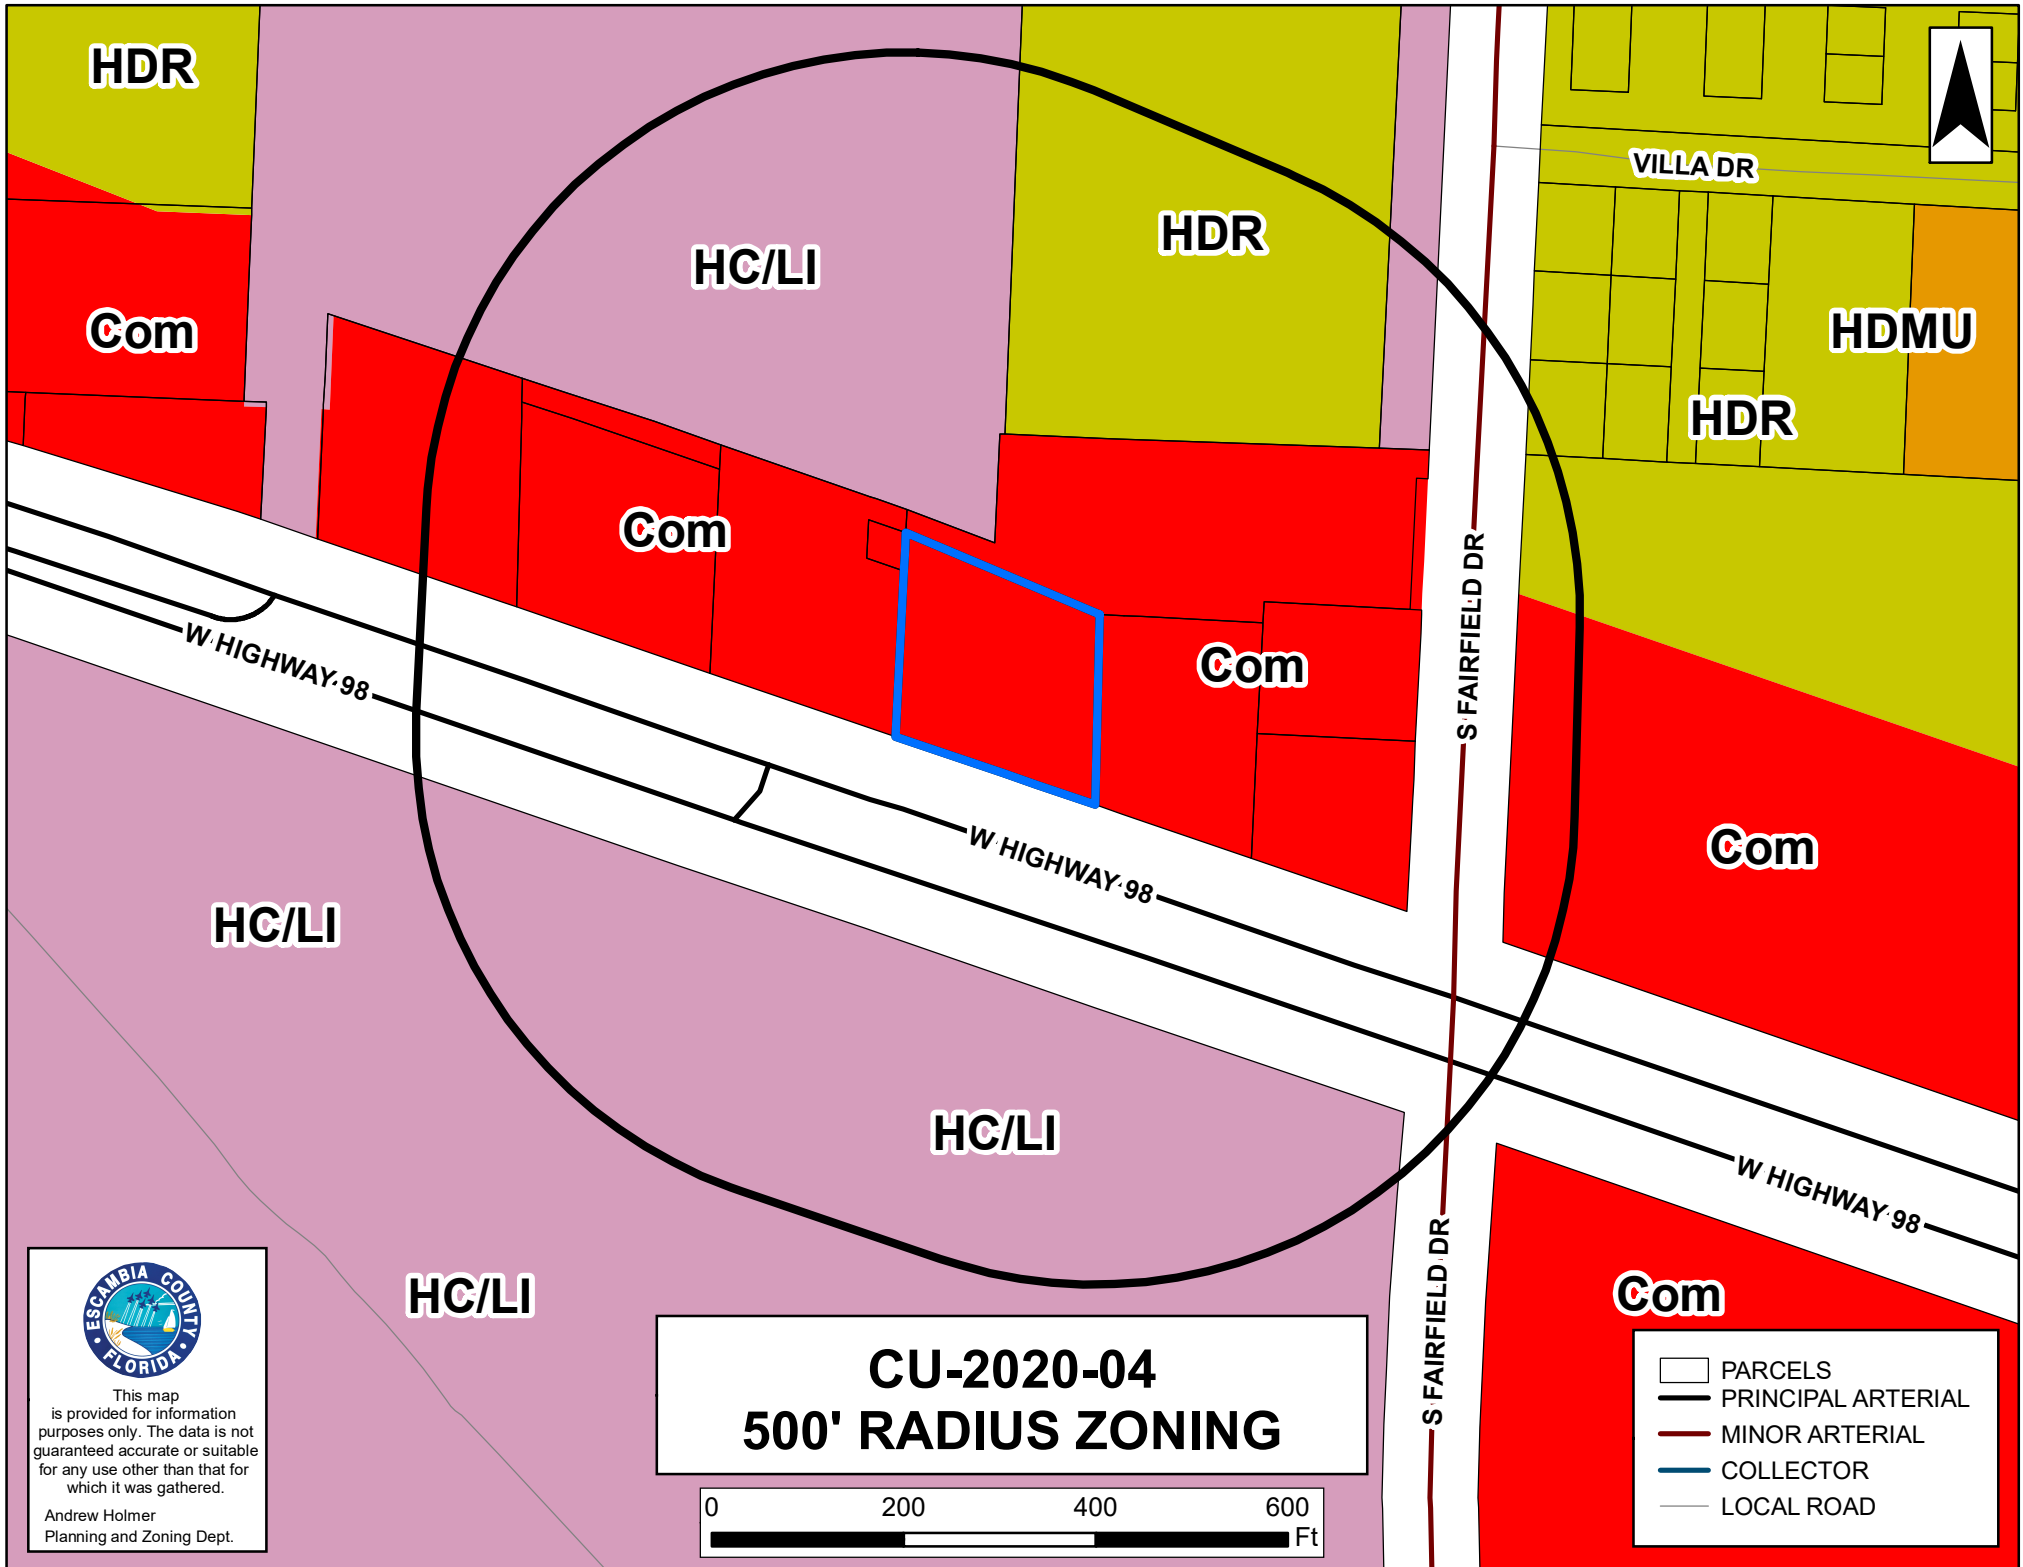 HDR
VILLA DR
HDR
HC/LI
Com
HDMU
HDR
Com
S FAIRFIELD DR
Com
W HIGHWAY 98
Com
W HIGHWAY 98
HC/LI
HC/LI
W HIGHWAY 98
HC/LI
Com
S FAIRFIELD DR
ESCAMBIA COUNTY
FLORIDA
This map
is provided for information
purposes only. The data is not
guaranteed accurate or suitable
for any use other than that for
which it was gathered.
Andrew Holmer
Planning and Zoning Dept.
CU-2020-04
500' RADIUS ZONING
0 200 400 600
Ft
PARCELS
PRINCIPAL ARTERIAL
MINOR ARTERIAL
COLLECTOR
LOCAL ROAD